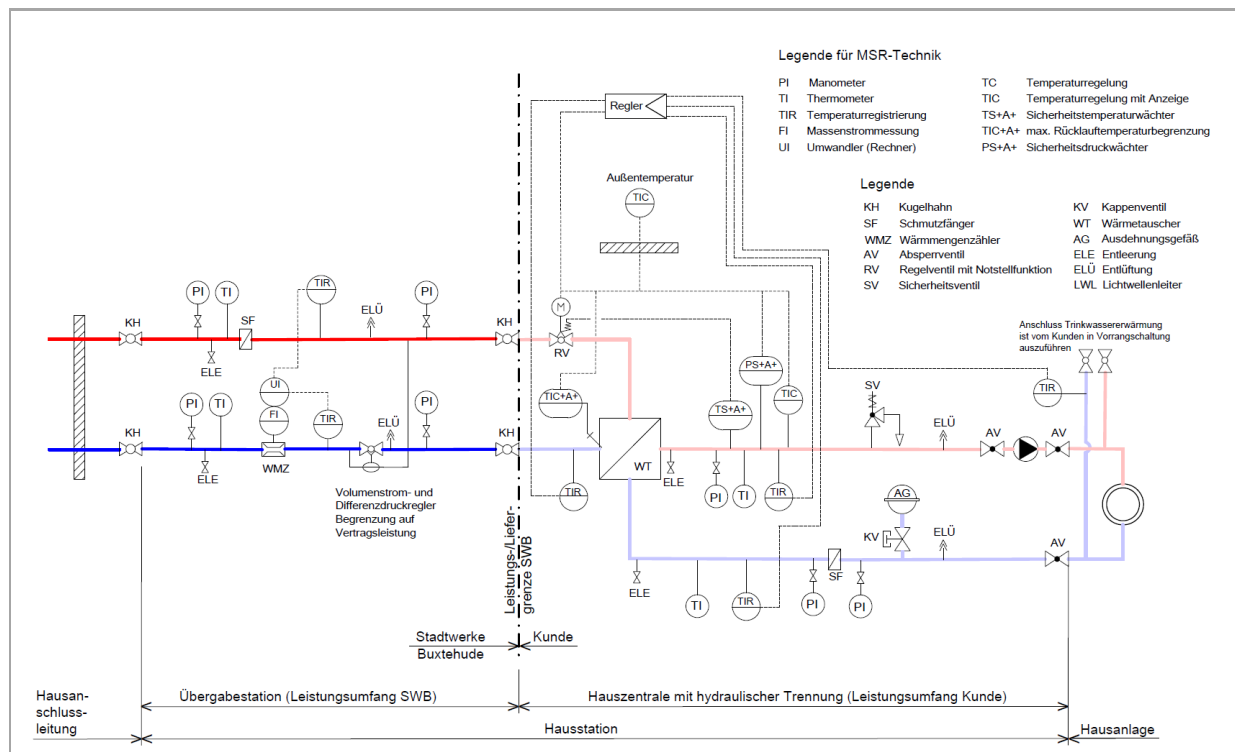 Legende für MSR-Technik
PI Manometer
TI Thermometer
TIR Temperaturregistrierung
FI Massenstrommessung
UI Umwandler (Rechner)
TC Temperaturregelung
TIC Temperaturregelung mit Anzeige
TS+A+ Sicherheitstemperaturwächter
TIC+A+ max. Rücklauftemperaturbegrenzung
PS+A+ Sicherheitsdruckwächter
Legende
KH Kugelhahn
SF Schmutzfänger
WMZ Wärmmengenzähler
AV Absperrventil
RV Regelventil mit Notstellfunktion
SV Sicherheitsventil
KV Kappenventil
WT Wärmetauscher
AG Ausdehnungsgefäß
ELE Entleerung
ELÜ Entlüftung
LWL Lichtwellenleiter
Regler
Außentemperatur
TIC
Anschluss Trinkwassererwärmung
ist vom Kunden in Vorrangschaltung
auszuführen
KH
PI
TI
SF
TIR
ELÜ
PI
KH
M
RV
ELE
PS+A+
TIR
UI
TIC+A+
TIC
SV
PI
TI
FI
TIR
ELÜ
PI
TS+A+
ELÜ
AV
AV
KH
KH
WT
ELE
WMZ
ELE
TIR
PI
TI
TIR
AG
Volumenstrom- und
Differenzdruckregler
Begrenzung auf
Vertragsleistung
KV
ELÜ
AV
Leistungs-/Liefer-
grenze SWB
ELE
TI
TIR
SF
PI
PI
Stadtwerke
Buxtehude
Kunde
Hausan-
schluss-
leitung
Übergabestation (Leistungsumfang SWB)
Hauszentrale mit hydraulischer Trennung (Leistungsumfang Kunde)
Hausstation
Hausanlage